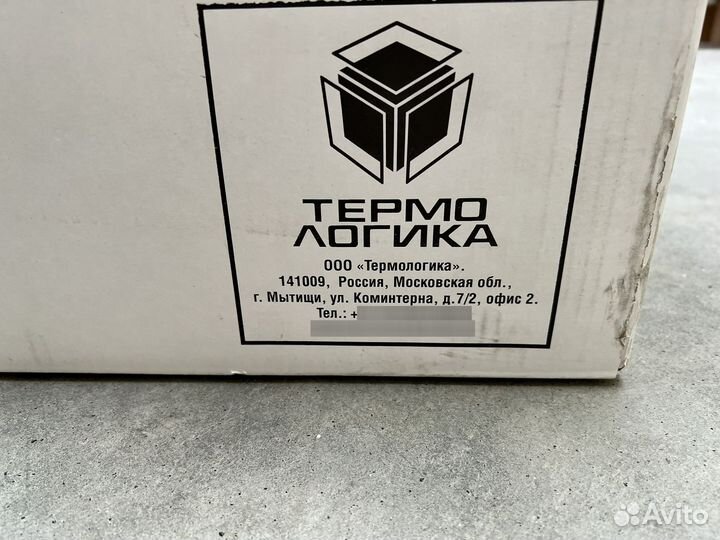 ТЕРМО
ЛОГИКА
ООО «Термологика».
141009, Россия, Московская обл.,
г. Мытищи, ул. Коминтерна, д.7/2, офис 2.
Тел.: +
Avito